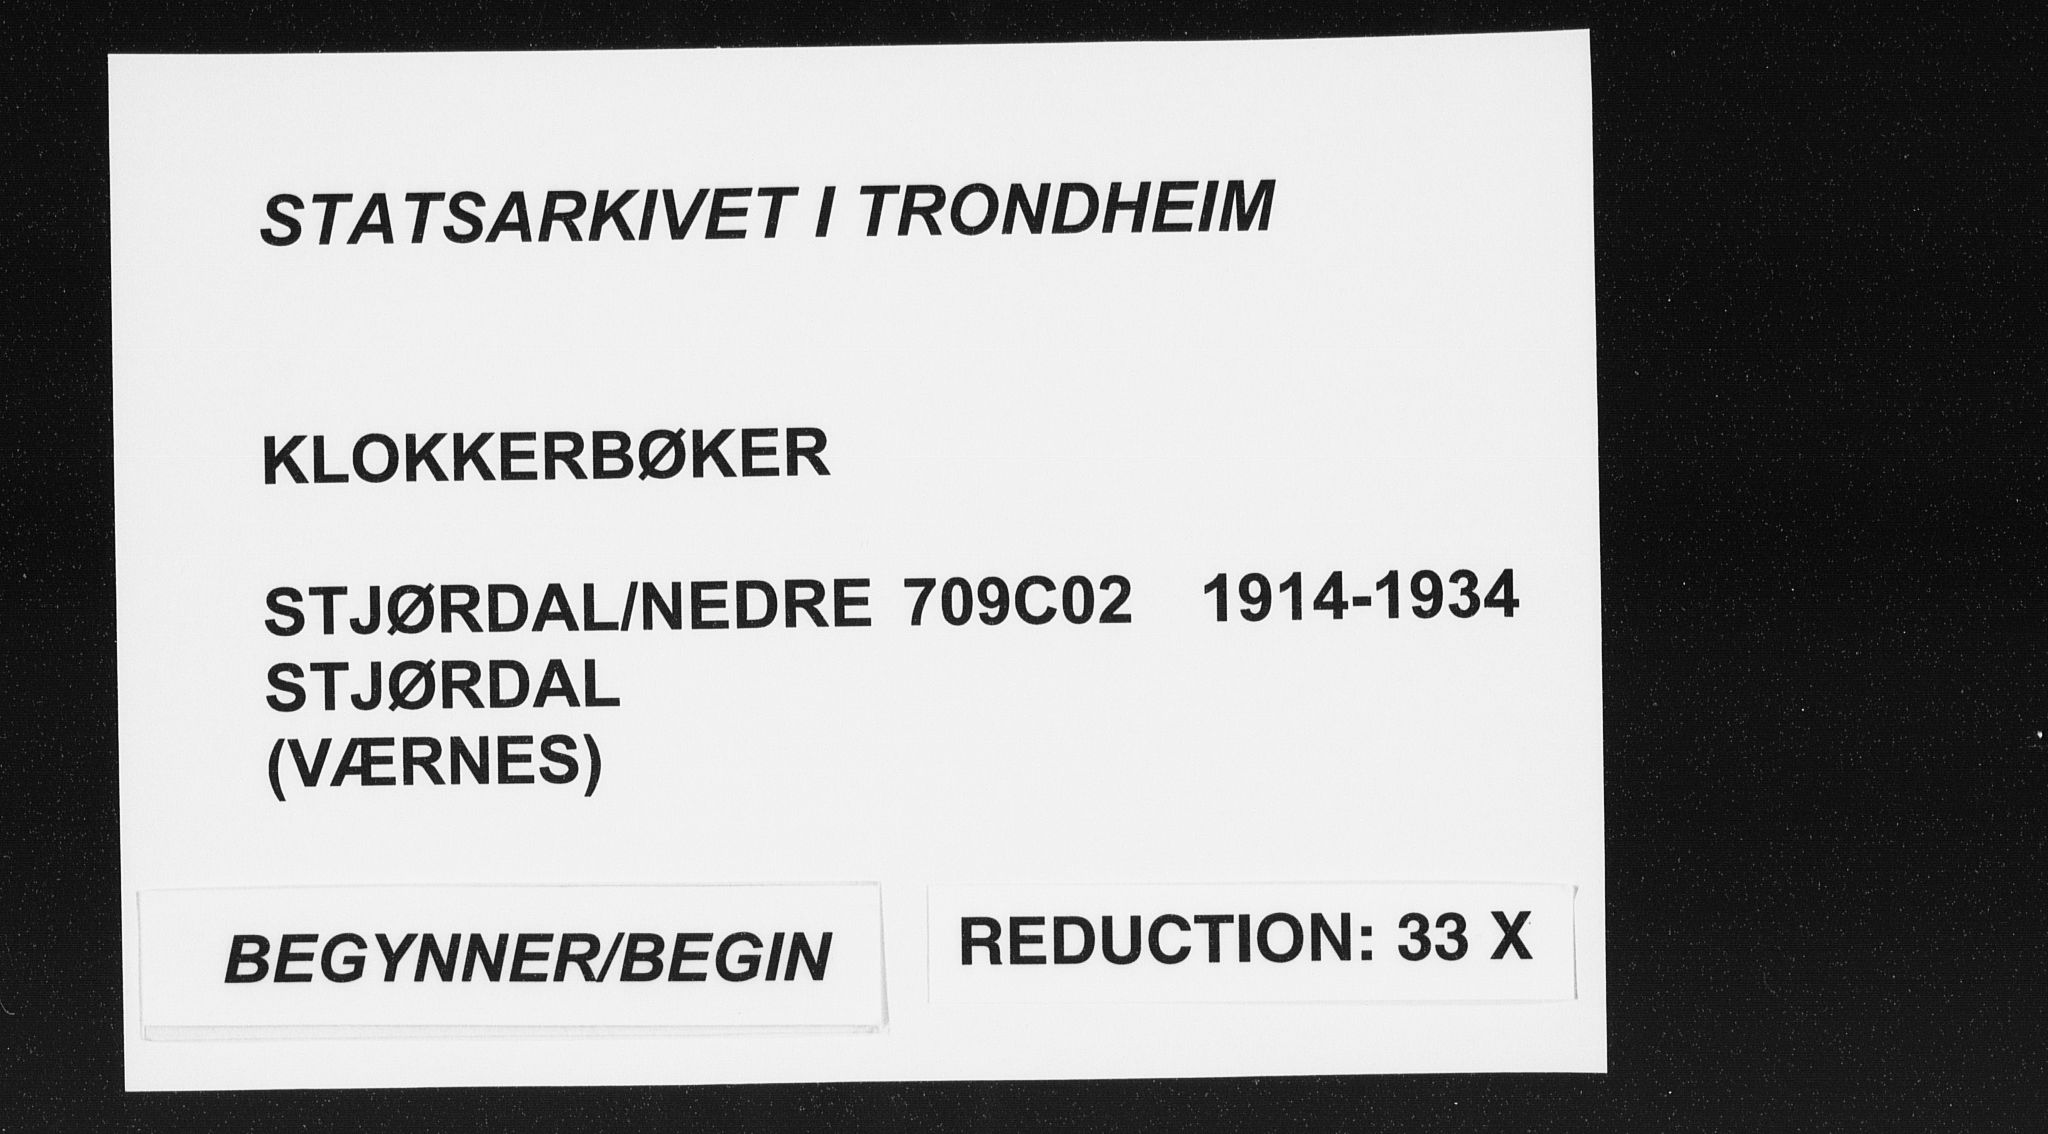 STATSARKIVET I TRONDHEIM
KLOKKERBØKER
STJØRDAL/NEDRE 709C02 1914-1934
STJØRDAL
(VÆRNES)
BEGYNNER/BEGIN
REDUCTION: 33 X